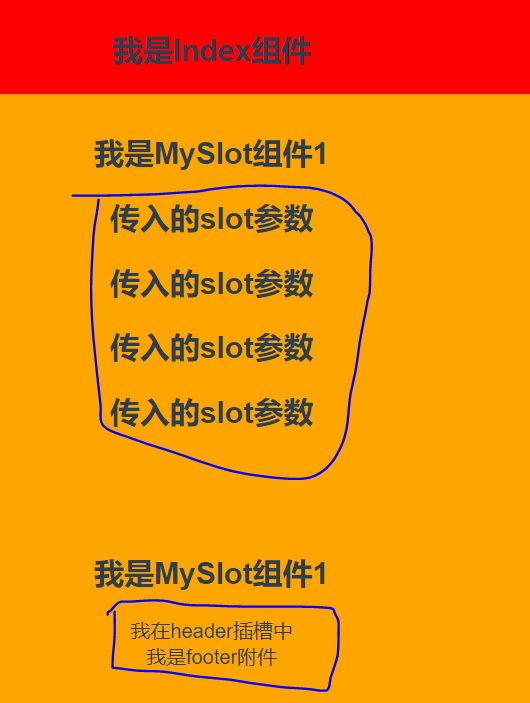 我是Index组件
我是MySlot组件1
传入的slot参数
传入的slot参数
传入的slot参数
传入的slot参数
我是MySlot组件1
我在header插槽中
我是footer附件